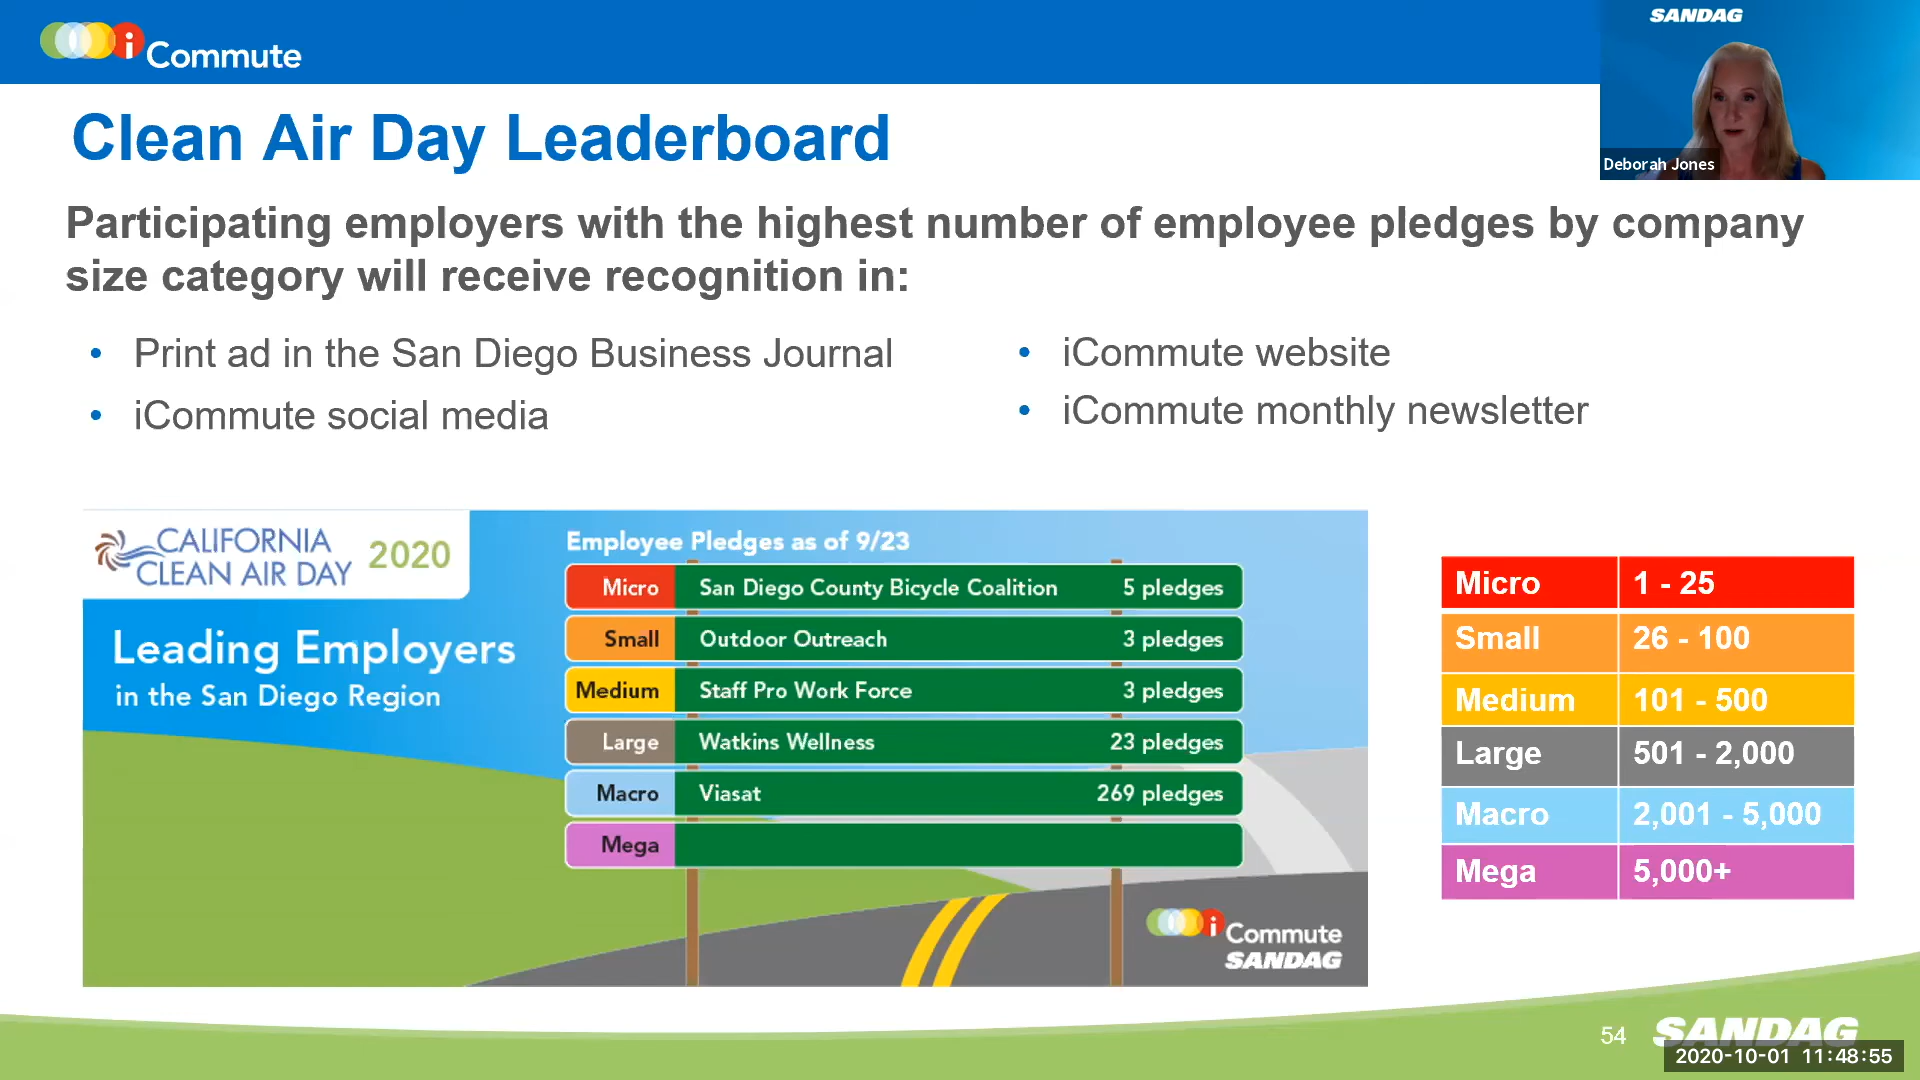 i Commute
SANDAG
Deborah Jones
Clean Air Day Leaderboard
Participating employers with the highest number of employee pledges by company
size category will receive recognition in:
• Print ad in the San Diego Business Journal
• iCommute social media
• iCommute website
• iCommute monthly newsletter
CALIFORNIA
CLEAN AIR DAY
2020
Leading Employers
in the San Diego Region
Employee Pledges as of 9/23
Micro San Diego County Bicycle Coalition 5 pledges
Small Outdoor Outreach 3 pledges
Medium Staff Pro Work Force 3 pledges
Large Watkins Wellness 23 pledges
Macro Viasat 269 pledges
Mega
i Commute
SANDAG
Micro 1 - 25
Small 26 - 100
Medium 101 - 500
Large 501 - 2,000
Macro 2,001 - 5,000
Mega 5,000+
54
SANDAG
2020-10-01 11:48:55